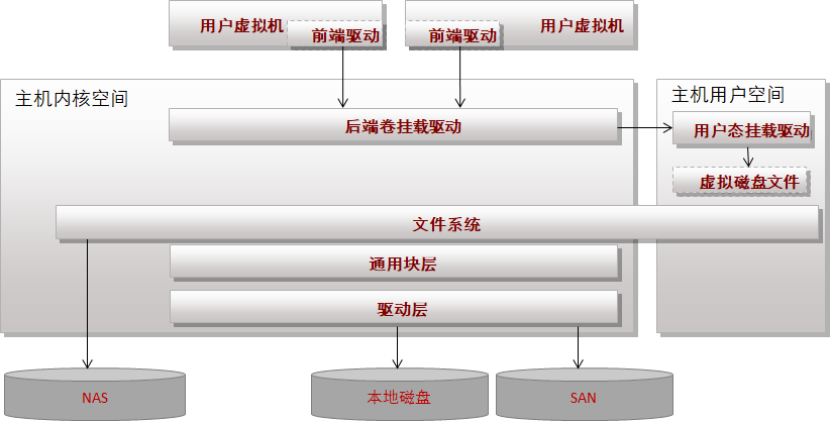 用户虚拟机
前端驱动
前端驱动
用户虚拟机
主机内核空间
主机用户空间
后端卷挂载驱动
用户态挂载驱动
虚拟磁盘文件
文件系统
通用块层
驱动层
NAS
本地磁盘
SAN